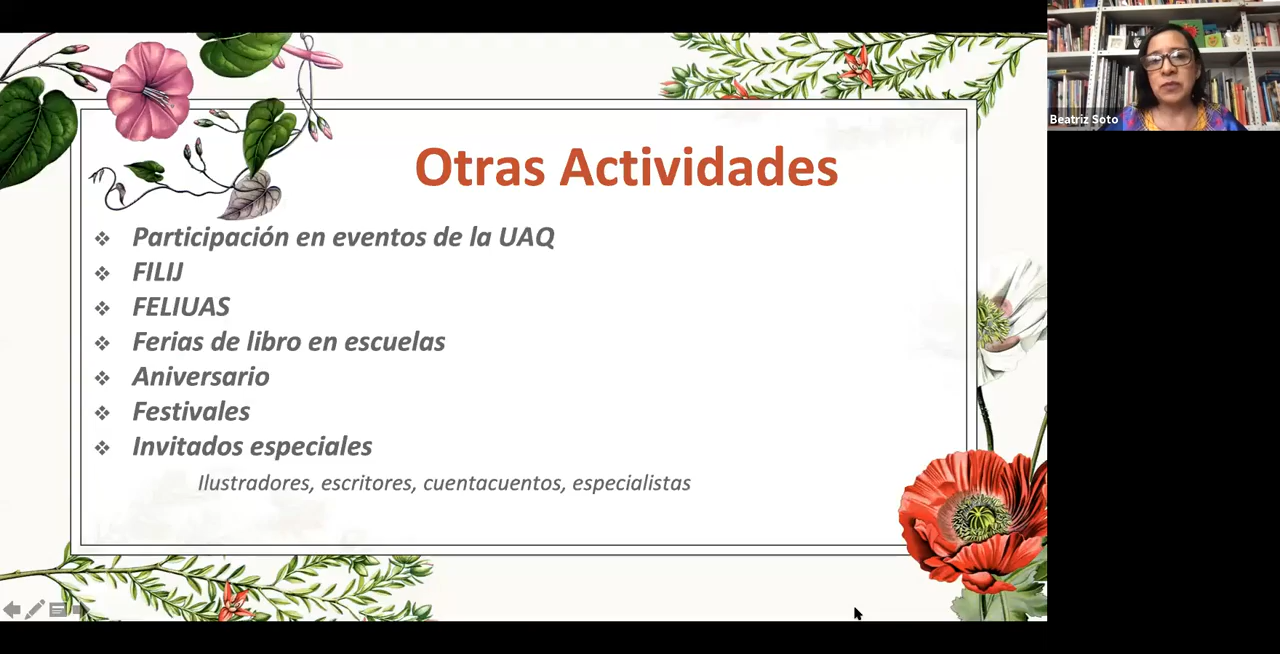 Otras Actividades
Participación en eventos de la UAQ
FILIJ
FELIUAS
Ferias de libro en escuelas
Aniversario
Festivales
Invitados especiales
Ilustradores, escritores, cuentacuentos, especialistas
Beatriz Soto